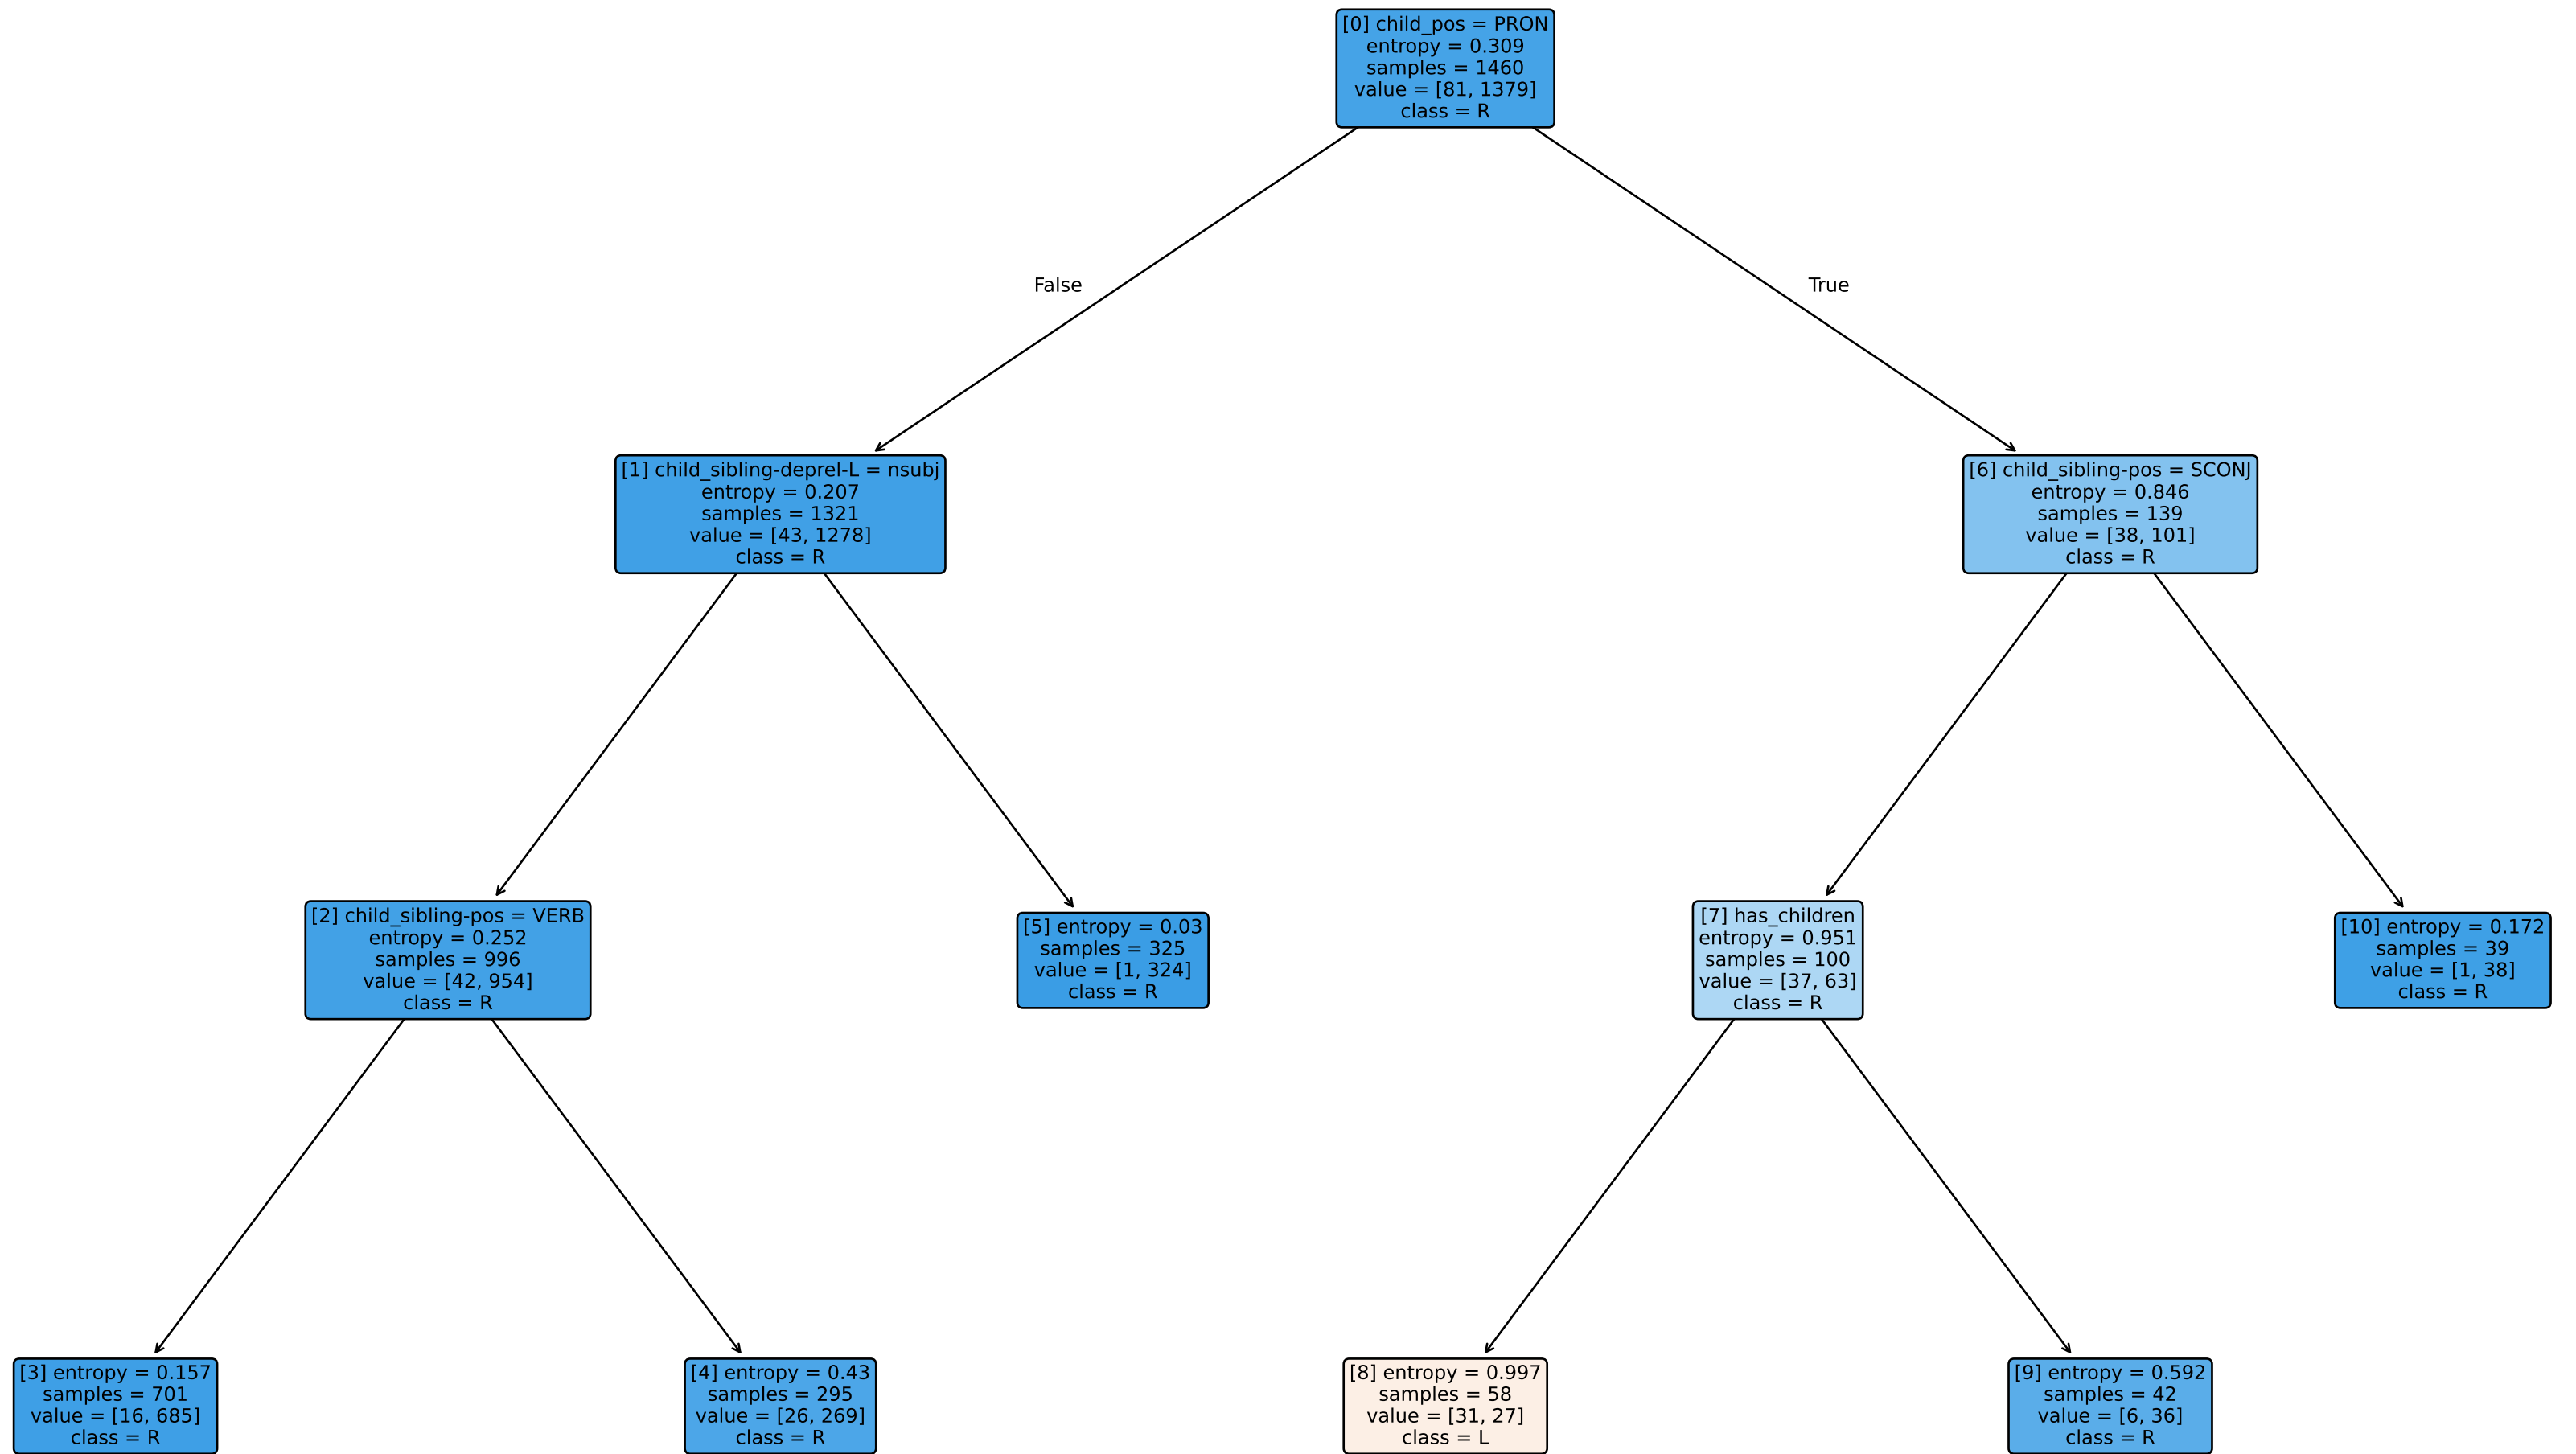 [0] child_pos = PRON
entropy = 0.309
samples = 1460
value = [81, 1379]
class = R
False
True
[1] child_sibling-deprel-L = nsubj
entropy = 0.207
samples = 1321
value = [43, 1278]
class = R
[6] child_sibling-pos = SCONJ
entropy = 0.846
samples = 139
value = [38, 101]
class = R
[2] child_sibling-pos = VERB
entropy = 0.252
samples = 996
value = [42, 954]
class = R
[5] entropy = 0.03
samples = 325
value = [1, 324]
class = R
[7] has_children
entropy = 0.951
samples = 100
value = [37, 63]
class = R
[10] entropy = 0.172
samples = 39
value = [1, 38]
class = R
[3] entropy = 0.157
samples = 701
value = [16, 685]
class = R
[4] entropy = 0.43
samples = 295
value = [26, 269]
class = R
[8] entropy = 0.997
samples = 58
value = [31, 27]
class = L
[9] entropy = 0.592
samples = 42
value = [6, 36]
class = R